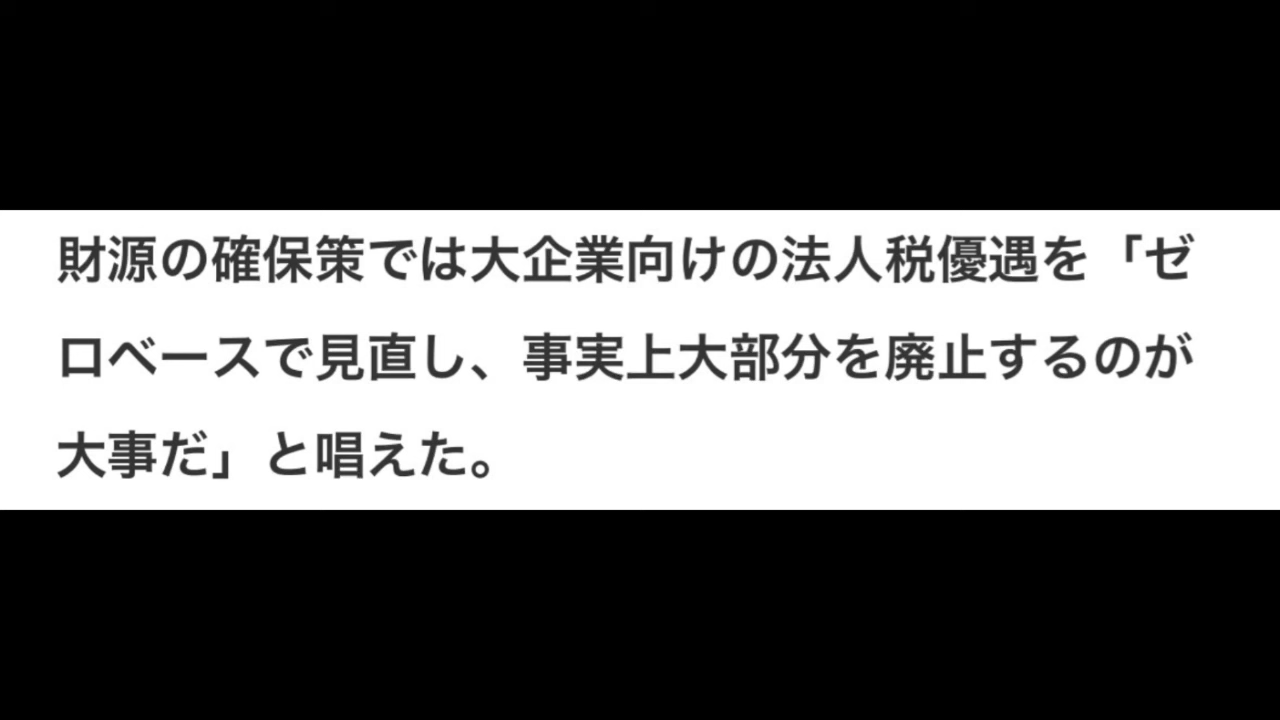 財源の確保策では大企業向けの法人税優遇を「ゼ
ロベースで見直し、事実上大部分を廃止するのが
大事だ」と唱えた。